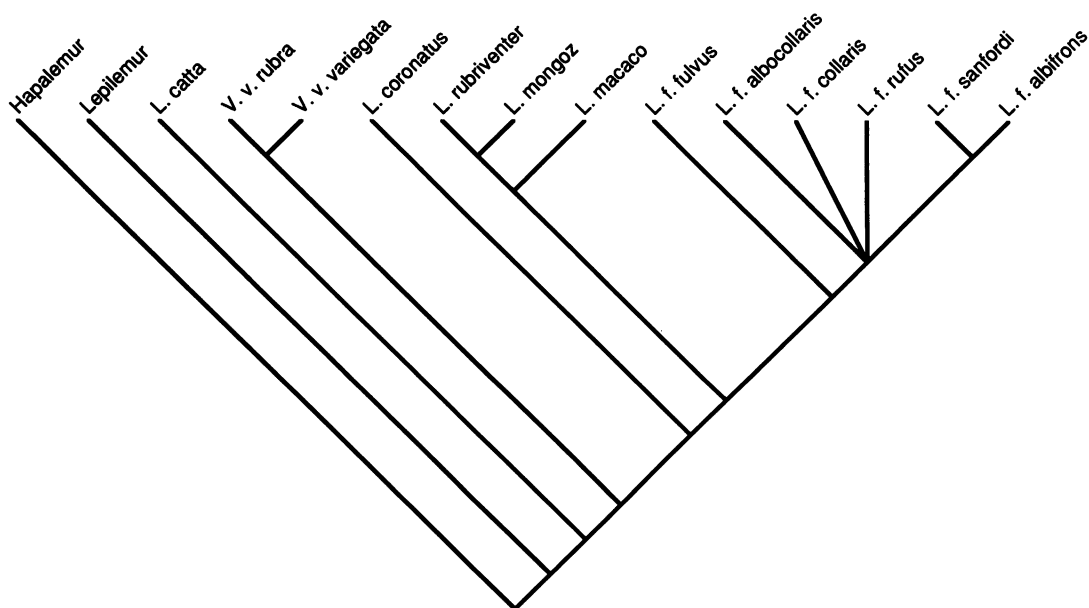 Hapalemur
Lepilemur
L. catta
V. v. rubra
V. v. variegata
L. coronatus
L. rubriventer
L. mongoz
L. macaco
L. f. fulvus
L. f. albocollaris
L. f. collaris
L. f. rufus
L. f. sanfordi
L. f. albifrons